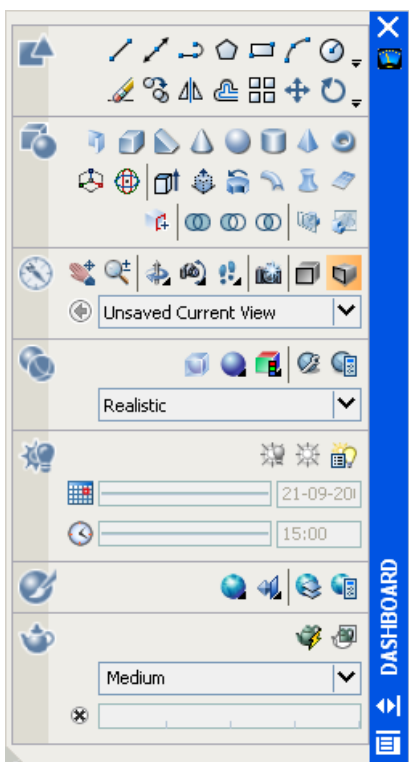 Unsaved Current View
Realistic
21-09-20
15:00
Medium
DASHBOARD